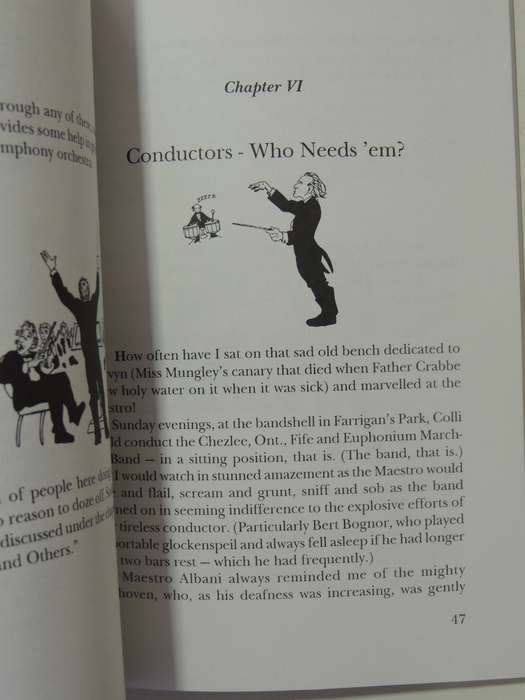 rough any of these,
vides some help in
mphony orchestra
of people here
reason to doze off.
discussed under the
and Others."
Chapter VI
Conductors - Who Needs 'em?
zzzzz
How often have I sat on that sad old bench dedicated to
wyn (Miss Mungley's canary that died when Father Crabbe
w holy water on it when it was sick) and marvelled at the
stro!
Sunday evenings, at the bandshell in Farrigan's Park, Colli
ld conduct the Chezlee, Ont., Fife and Euphonium March-
Band — in a sitting position, that is. (The band, that is.)
I would watch in stunned amazement as the Maestro would
and flail, scream and grunt, sniff and sob as the band
ned on in seeming indifference to the explosive efforts of
tireless conductor. (Particularly Bert Bognor, who played
portable glockenspiel and always fell asleep if he had longer
two bars rest — which he had frequently.)
Maestro Albani always reminded me of the mighty
hoven, who, as his deafness was increasing, was gently
47